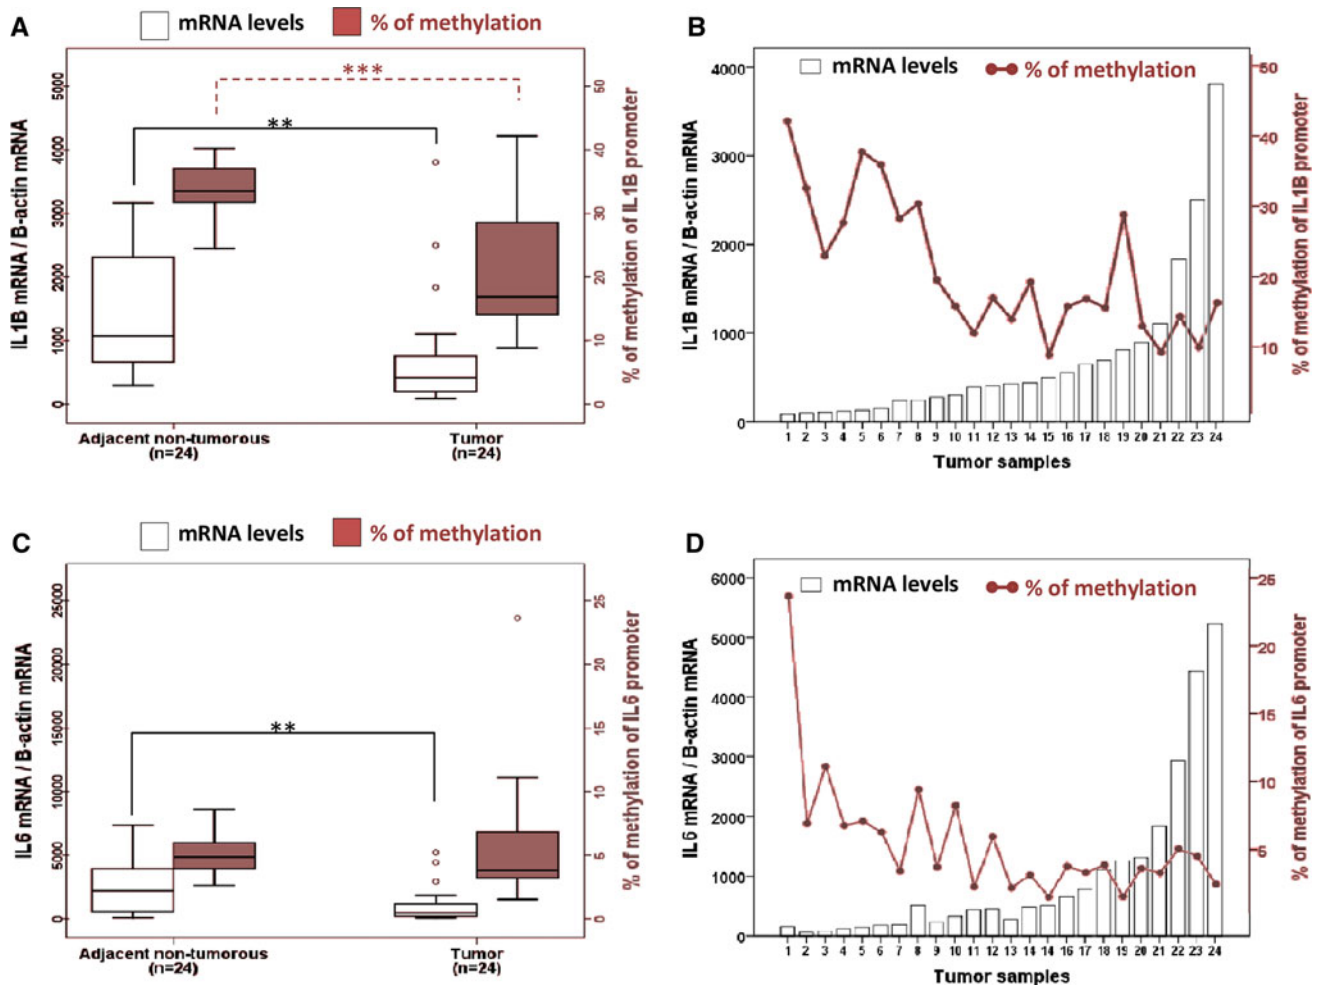 A
mRNA levels
% of methylation
5000
4000
3000
2000
1000
0
IL1B mRNA / B-actin mRNA
***
**
50
40
30
20
10
0
% of methylation of IL1B promoter
Adjacent non-tumorous
(n=24)
Tumor
(n=24)
B
mRNA levels
% of methylation
4000
3000
2000
1000
0
IL1B mRNA / B-actin mRNA
50
40
30
20
10
% of methylation of IL1B promoter
1 2 3 4 5 6 7 8 9 10 11 12 13 14 15 16 17 18 19 20 21 22 23 24
Tumor samples
C
mRNA levels
% of methylation
25000
20000
15000
10000
5000
0
IL6 mRNA / B-actin mRNA
**
25
20
15
10
5
0
% of methylation of IL6 promoter
Adjacent non-tumorous
(n=24)
Tumor
(n=24)
D
mRNA levels
% of methylation
6000
5000
4000
3000
2000
1000
0
IL6 mRNA / B-actin mRNA
25
20
15
10
5
% of methylation of IL6 promoter
1 2 3 4 5 6 7 8 9 10 11 12 13 14 15 16 17 18 19 20 21 22 23 24
Tumor samples